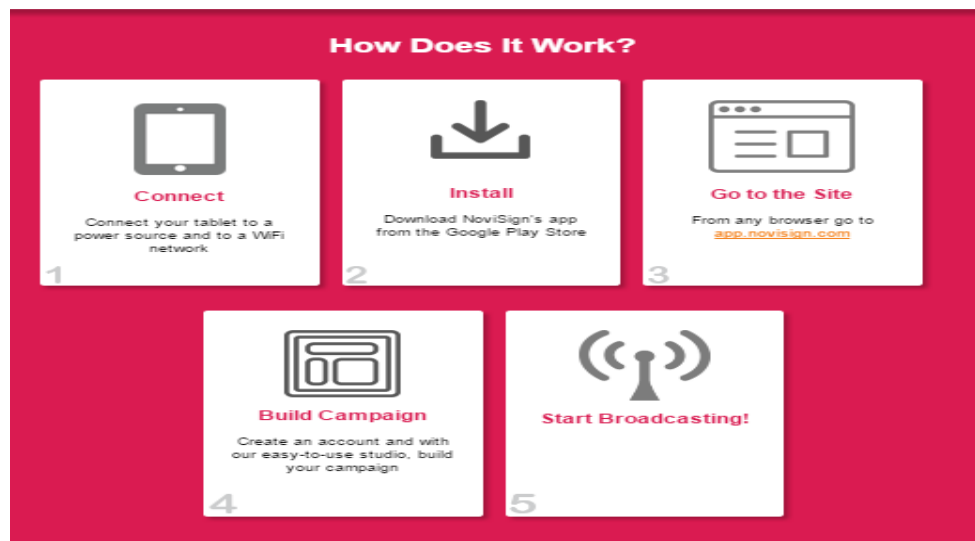 How Does It Work?
Connect
Connect your tablet to a
power source and to a WiFi
network
1
Install
Download NoviSign's app
from the Google Play Store
2
Go to the Site
From any browser go to
app.novisign.com
3
Build Campaign
Create an account and with
our easy-to-use studio, build
your campaign
4
Start Broadcasting!
5